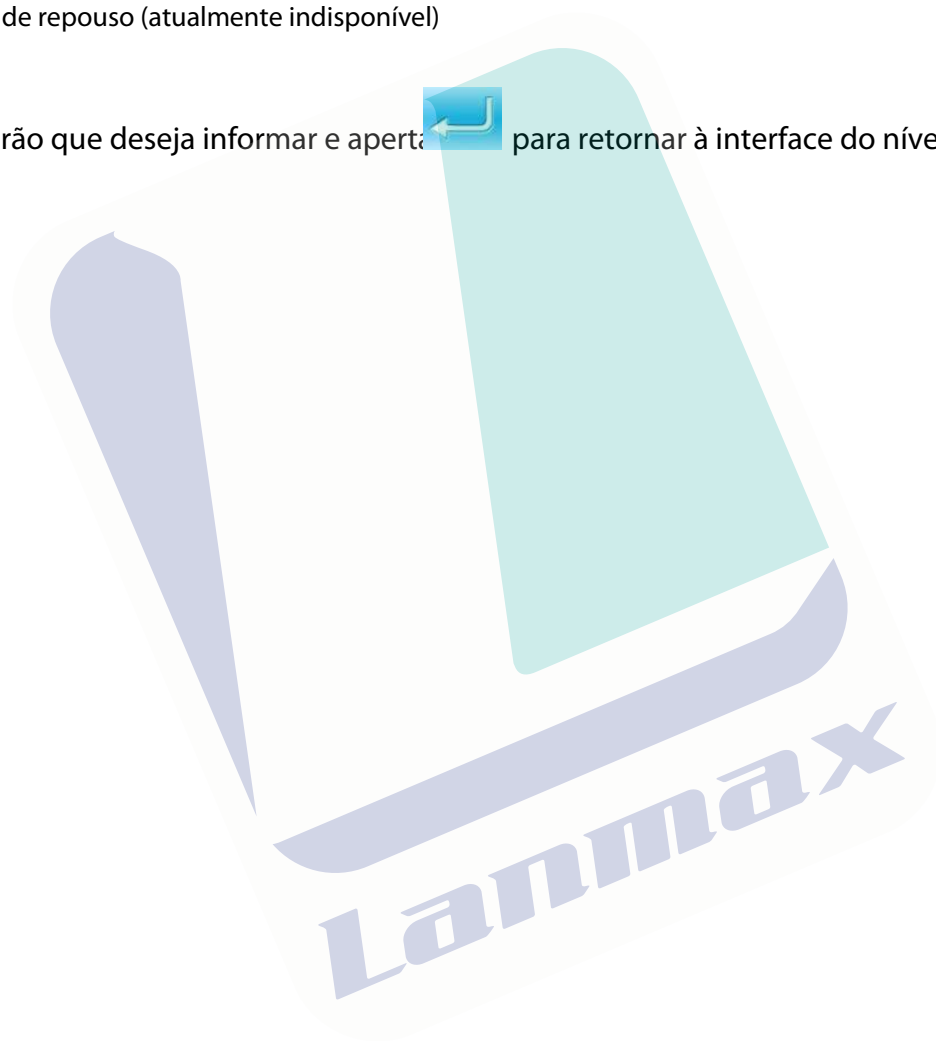 de repouso (atualmente indisponível)
rão que deseja informar e aperta para retornar à interface do níve
Lanmax